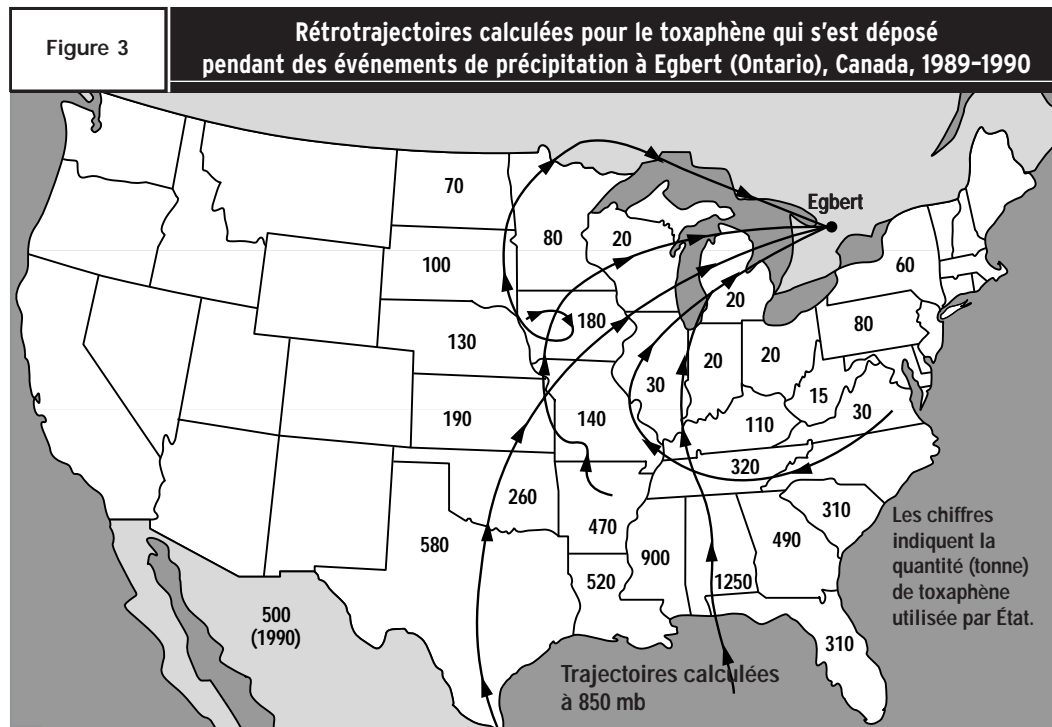 Figure 3
Rétrotrajectoires calculées pour le toxaphène qui s'est déposé
pendant des événements de précipitation à Egbert (Ontario), Canada, 1989-1990
Egbert
70
80
20
100
60
20
180
80
130
20
20
30
15
30
190
140
110
320
260
310
470
490
580
900
520
1250
500
(1990)
310
Les chiffres
indiquent la
quantité (tonne)
de toxaphène
utilisée par État.
Trajectoires calculées
à 850 mb